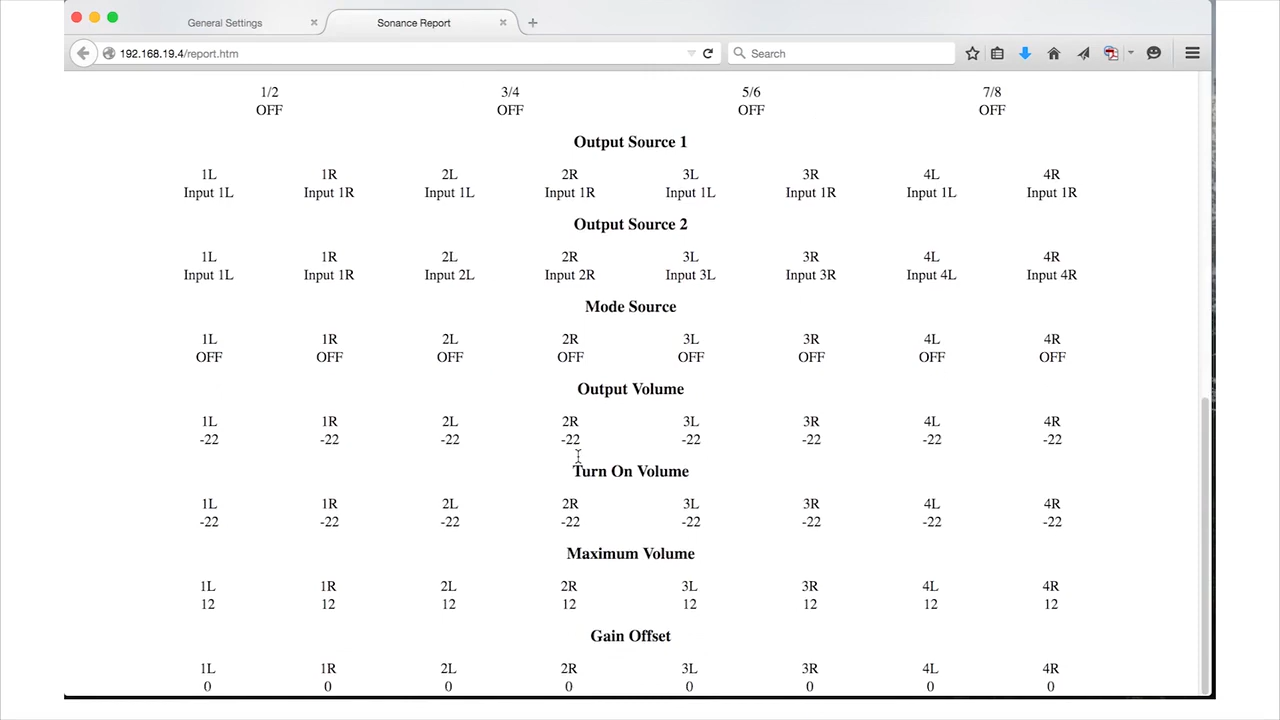 General Settings
Sonance Report
192.168.19.4/report.htm
Search
1/2 3/4 5/6 7/8
OFF OFF OFF OFF
Output Source 1
1L 1R 2L 2R 3L 3R 4L 4R
Input 1L Input 1R Input 1L Input 1R Input 1L Input 1R Input 1L Input 1R
Output Source 2
1L 1R 2L 2R 3L 3R 4L 4R
Input 1L Input 1R Input 2L Input 2R Input 3L Input 3R Input 4L Input 4R
Mode Source
1L 1R 2L 2R 3L 3R 4L 4R
OFF OFF OFF OFF OFF OFF OFF OFF
Output Volume
1L 1R 2L 2R 3L 3R 4L 4R
-22 -22 -22 -22 -22 -22 -22 -22
Turn On Volume
1L 1R 2L 2R 3L 3R 4L 4R
-22 -22 -22 -22 -22 -22 -22 -22
Maximum Volume
1L 1R 2L 2R 3L 3R 4L 4R
12 12 12 12 12 12 12 12
Gain Offset
1L 1R 2L 2R 3L 3R 4L 4R
0 0 0 0 0 0 0 0